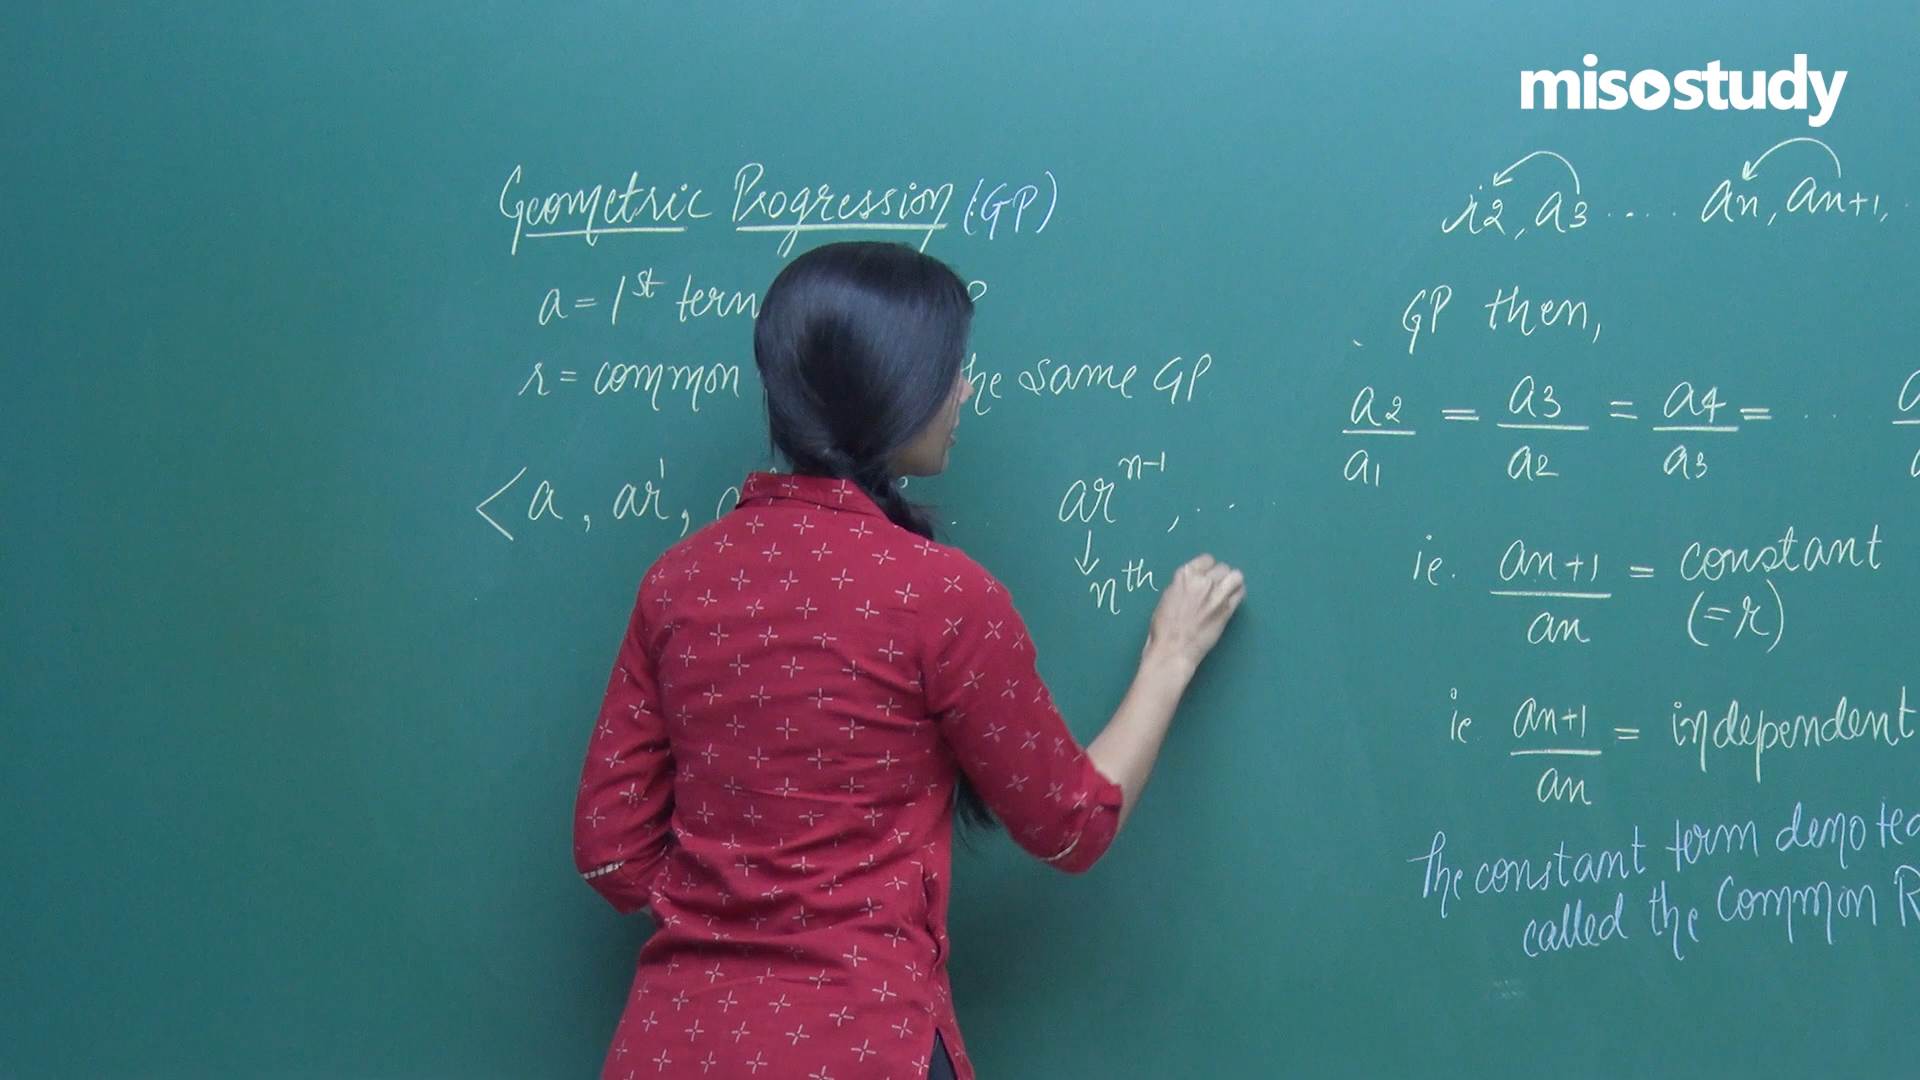 misostudy
Geometric Progression (GP)
a = 1st term
r = common the same GP
< a, ar¹, ... ar^(n-1), ...
↓
nth
a2, a3 .... an, an+1,
GP then,
a2/a1 = a3/a2 = a4/a3 = ...
ie. an+1/an = constant
(=r)
ie an+1/an = independent
The constant term denoted
called the Common